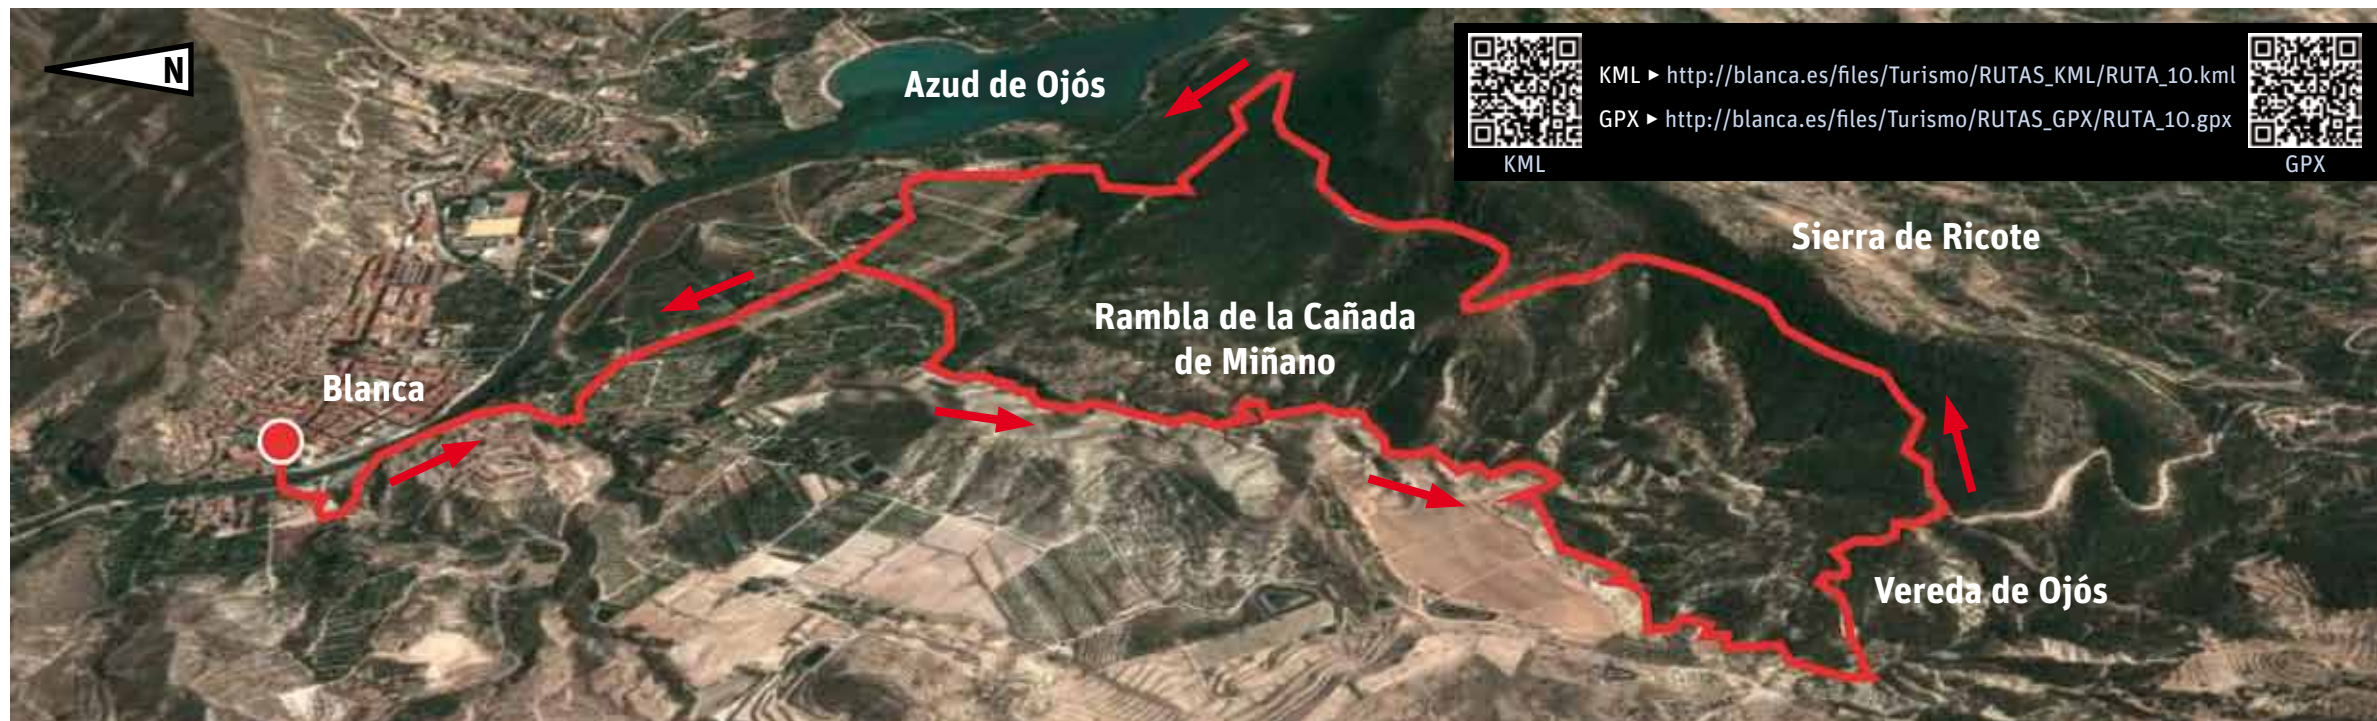 N
Azud de Ojós
KML ▸ http://blanca.es/files/Turismo/RUTAS_KML/RUTA_10.kml
GPX ▸ http://blanca.es/files/Turismo/RUTAS_GPX/RUTA_10.gpx
KML
GPX
Sierra de Ricote
Rambla de la Cañada
de Miñano
Blanca
Vereda de Ojós